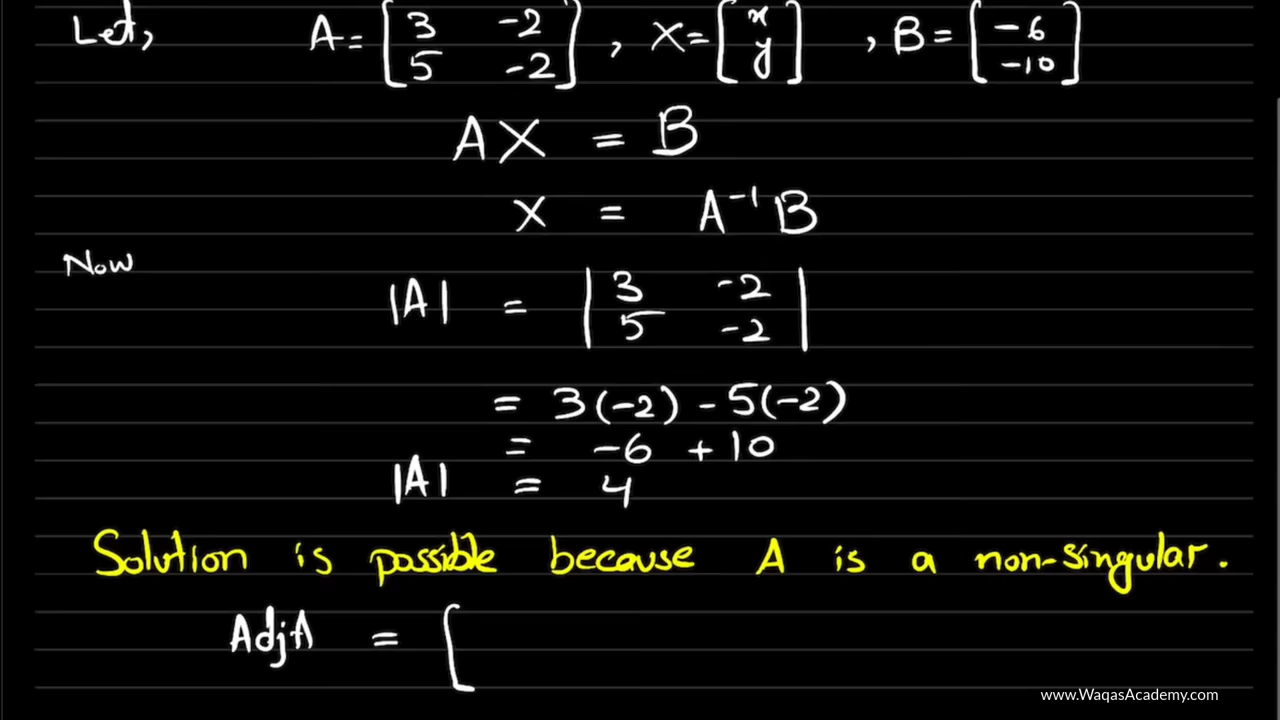 Let, A = [3 -2; 5 -2], X = [x; y], B = [-6; -10]
AX = B
X = A⁻¹B
Now
|A| = |3 -2; 5 -2|
= 3(-2) - 5(-2)
= -6 + 10
|A| = 4
Solution is possible because A is a non-singular.
AdjA = [
www.WaqasAcademy.com